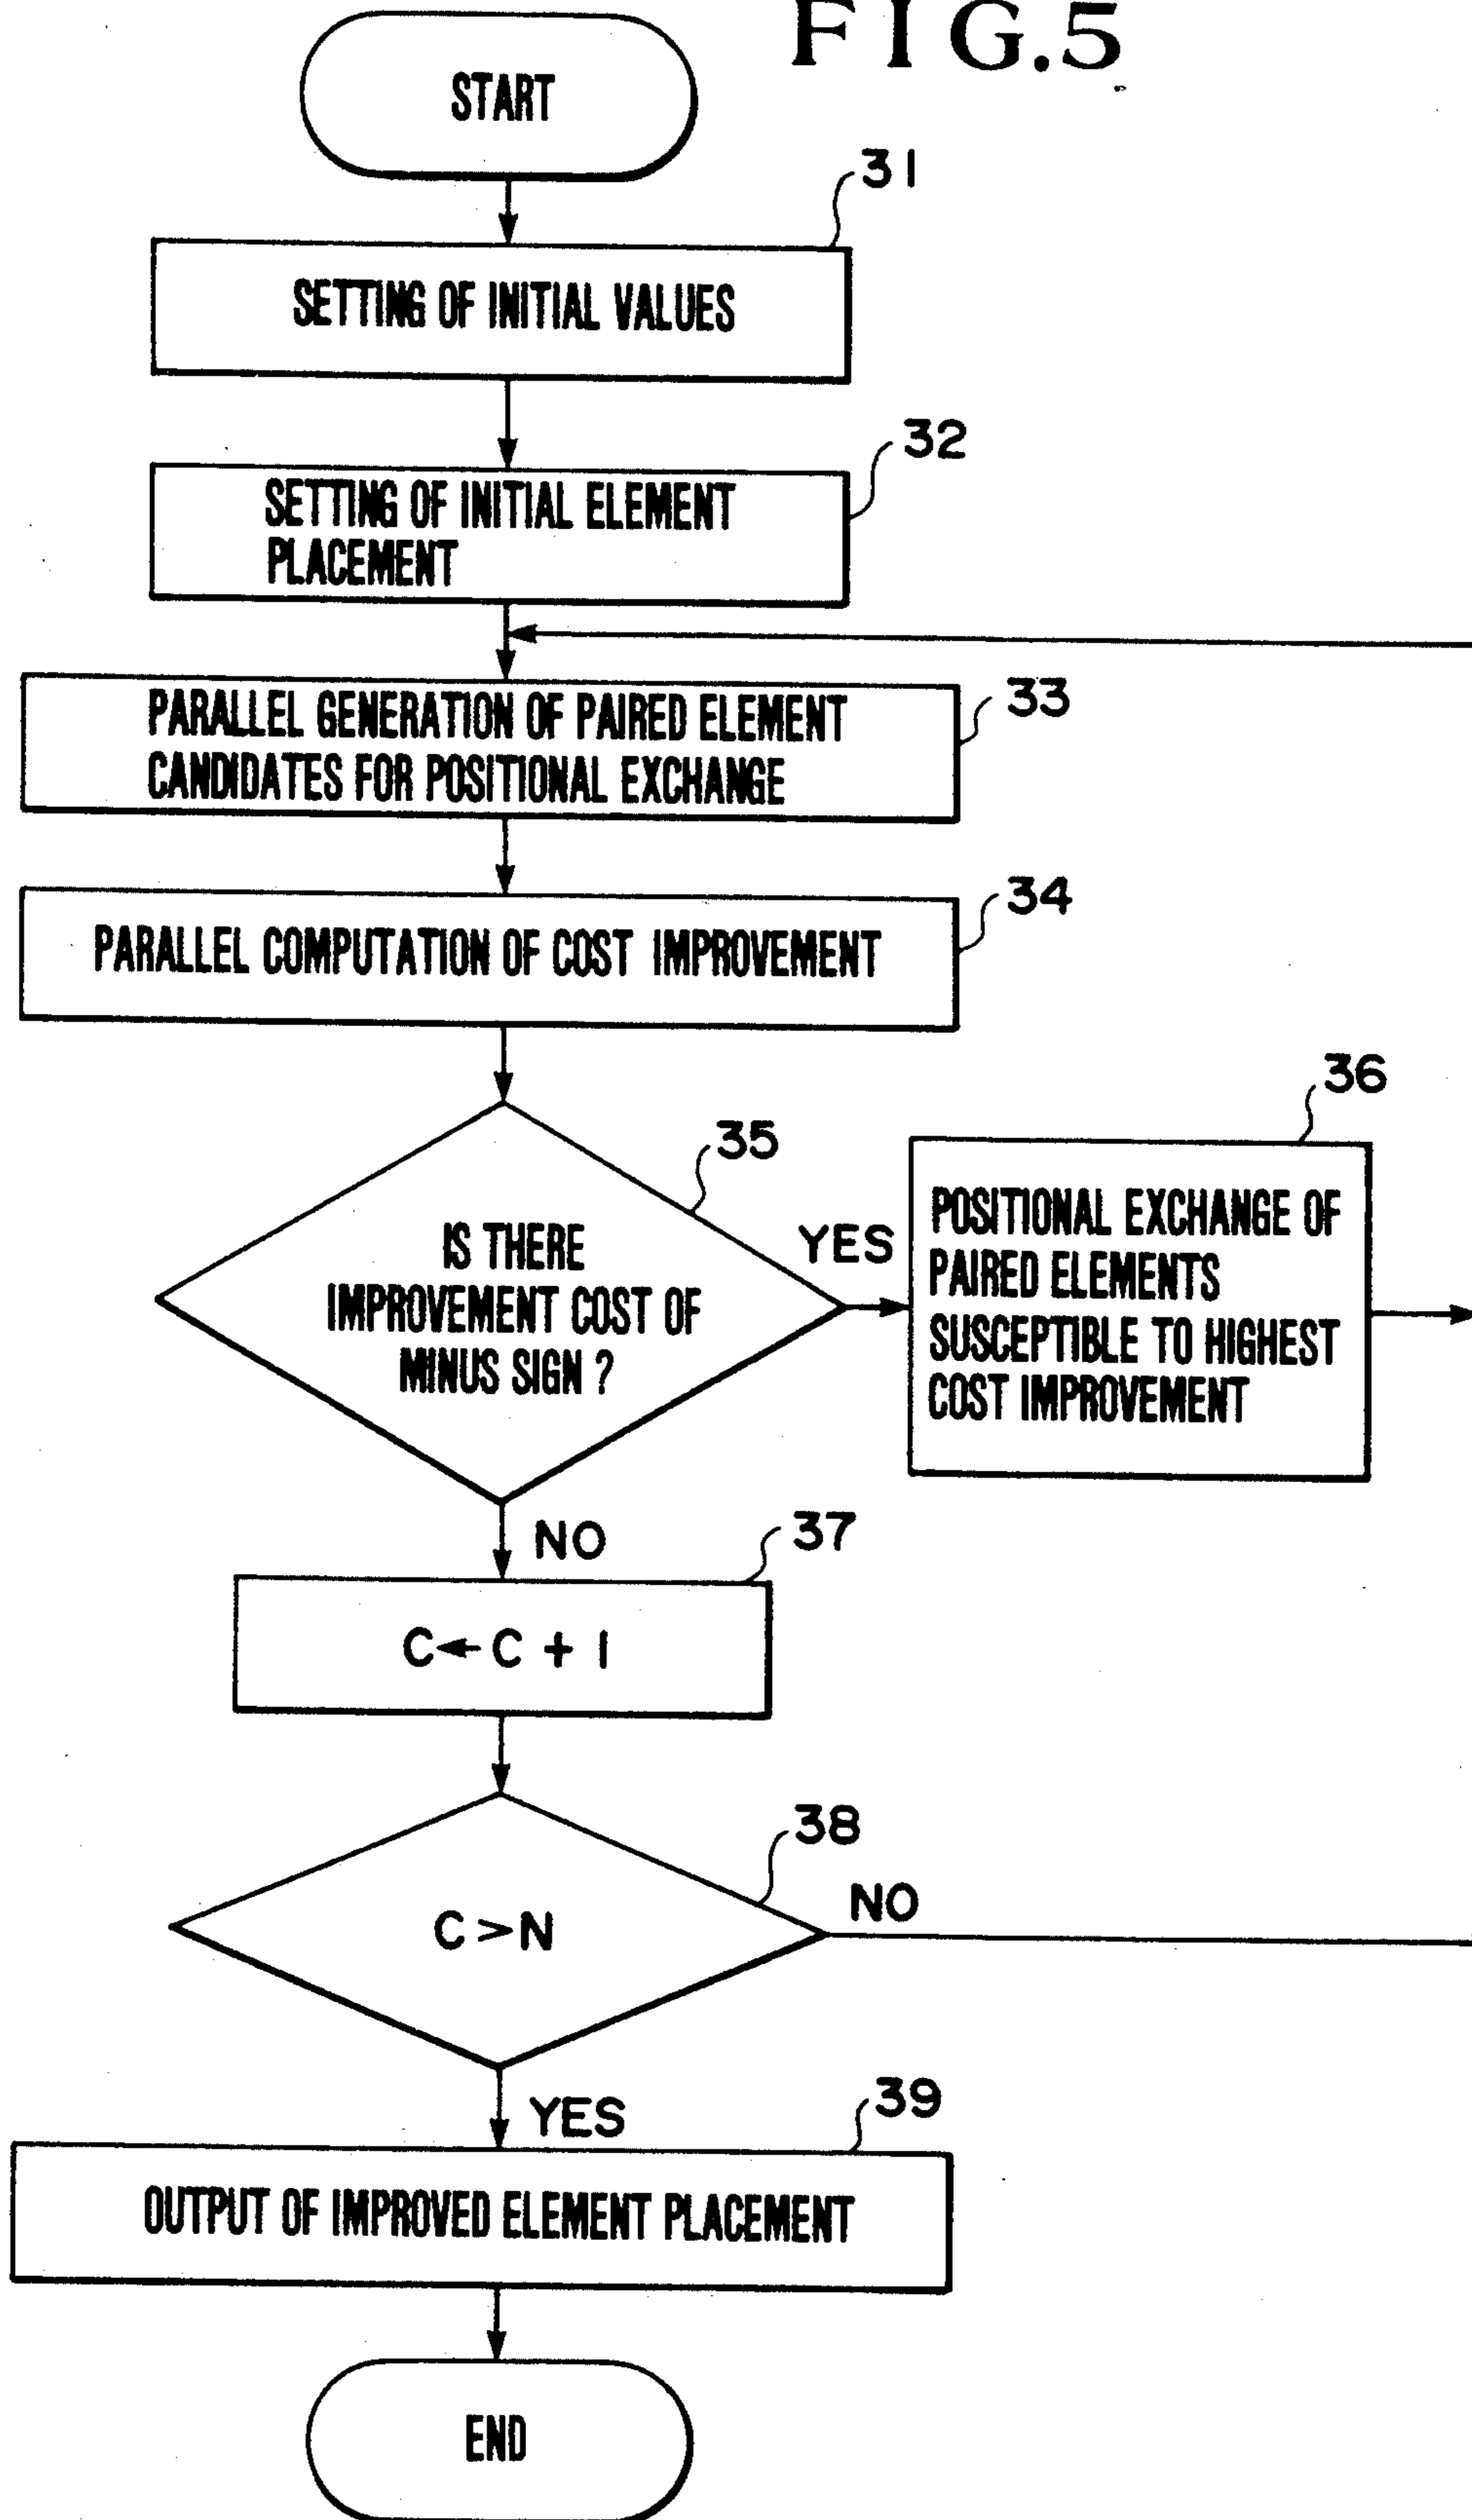 FIG.5
START
31
SETTING OF INITIAL VALUES
32
SETTING OF INITIAL ELEMENT
PLACEMENT
33
PARALLEL GENERATION OF PAIRED ELEMENT
CANDIDATES FOR POSITIONAL EXCHANGE
34
PARALLEL COMPUTATION OF COST IMPROVEMENT
35
IS THERE
IMPROVEMENT COST OF
MINUS SIGN ?
YES
36
POSITIONAL EXCHANGE OF
PAIRED ELEMENTS
SUSCEPTIBLE TO HIGHEST
COST IMPROVEMENT
NO
37
C ← C + 1
38
C > N
NO
YES
39
OUTPUT OF IMPROVED ELEMENT PLACEMENT
END